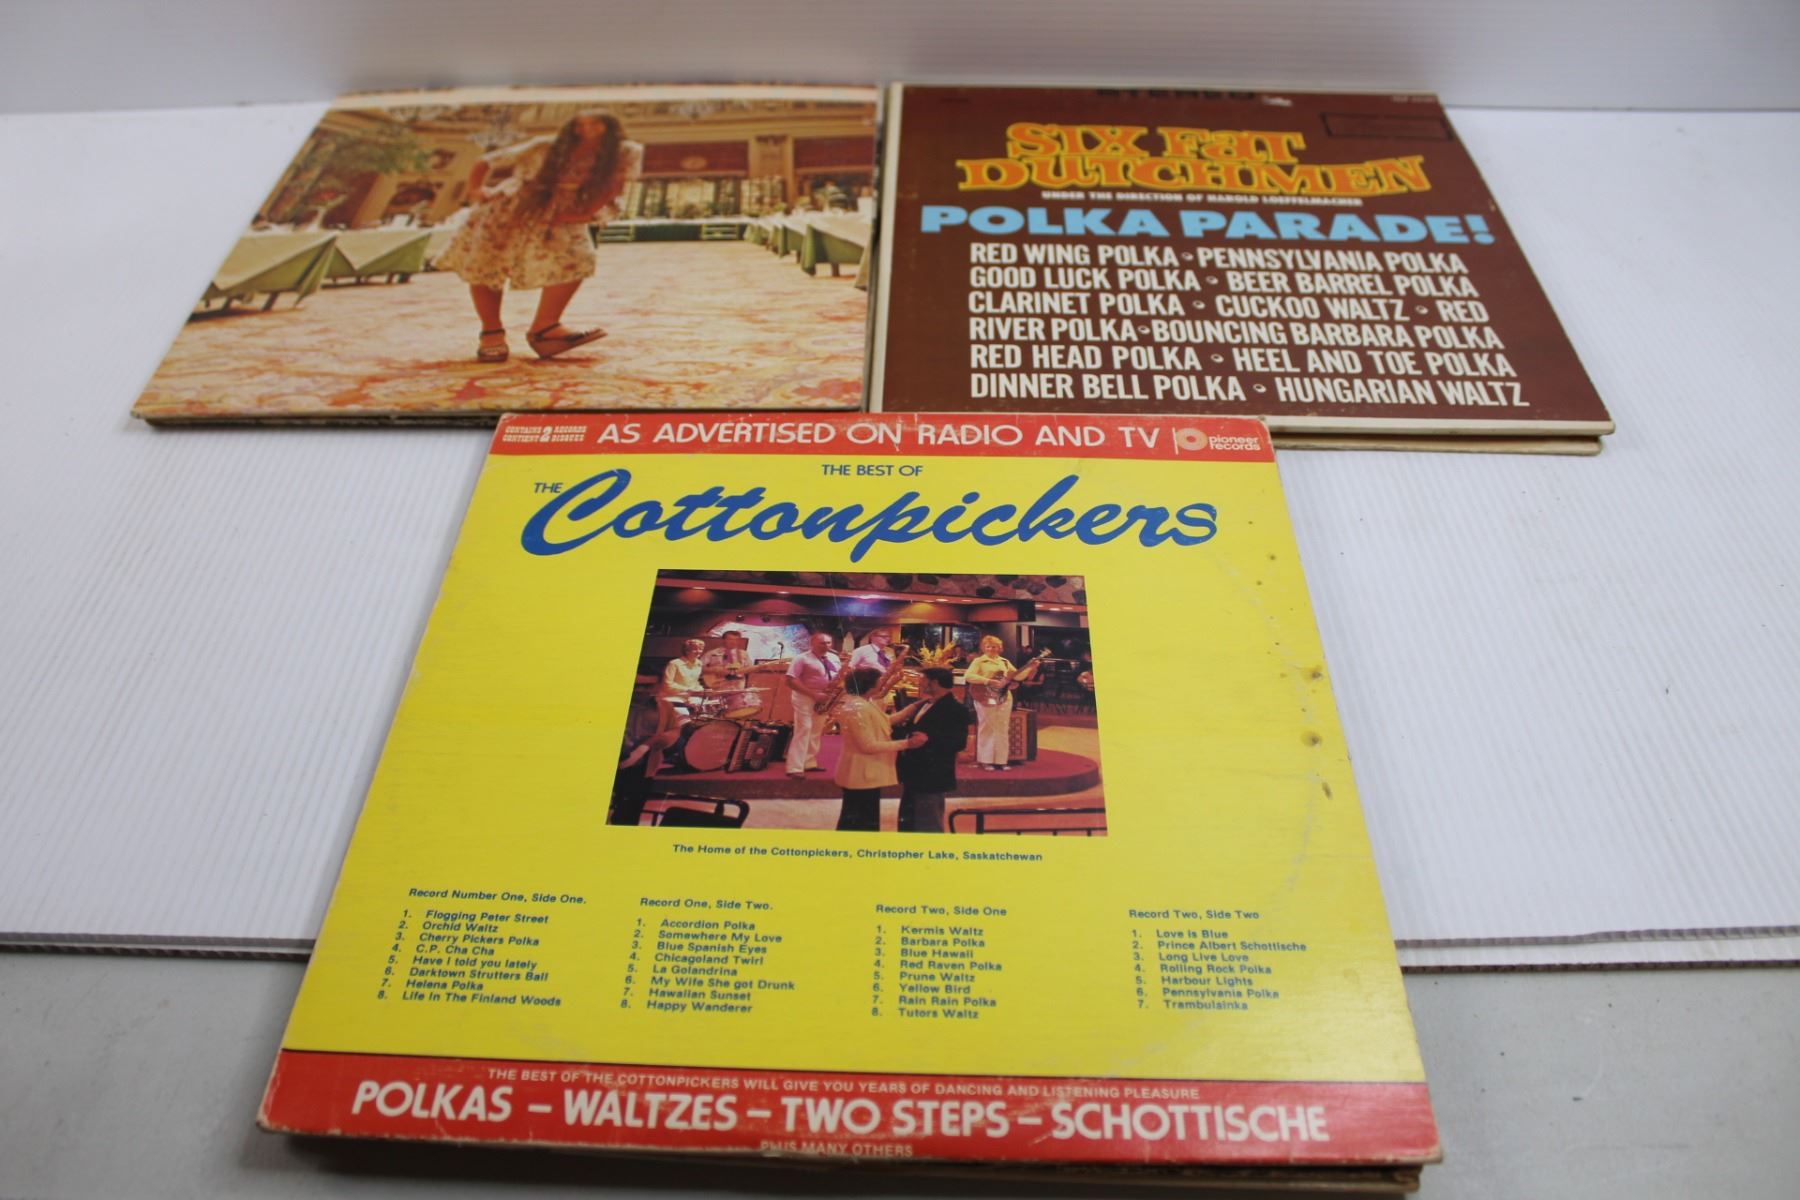 STEREO
SIX FAT
DUTCHMEN
UNDER THE DIRECTION OF HAROLD LOEFFELMACHER
POLKA PARADE!
RED WING POLKA • PENNSYLVANIA POLKA
GOOD LUCK POLKA • BEER BARREL POLKA
CLARINET POLKA • CUCKOO WALTZ • RED
RIVER POLKA • BOUNCING BARBARA POLKA
RED HEAD POLKA • HEEL AND TOE POLKA
DINNER BELL POLKA • HUNGARIAN WALTZ
CONTAINS 2 RECORDS
CONTIENT 2 DISQUES
AS ADVERTISED ON RADIO AND TV
pioneer
records
THE BEST OF
THE Cottonpickers
The Home of the Cottonpickers, Christopher Lake, Saskatchewan
Record Number One, Side One.
1. Flogging Peter Street
2. Orchid Waltz
3. Cherry Pickers Polka
4. C.P. Cha Cha
5. Have I told you lately
6. Darktown Strutters Ball
7. Helena Polka
8. Life In The Finland Woods
Record One, Side Two.
1. Accordion Polka
2. Somewhere My Love
3. Blue Spanish Eyes
4. Chicagoland Twirl
5. La Golandrina
6. My Wife She got Drunk
7. Hawaiian Sunset
8. Happy Wanderer
Record Two, Side One
1. Kermis Waltz
2. Barbara Polka
3. Blue Hawaii
4. Red Raven Polka
5. Prune Waltz
6. Yellow Bird
7. Rain Rain Polka
8. Tutors Waltz
Record Two, Side Two
1. Love is Blue
2. Prince Albert Schottische
3. Long Live Love
4. Rolling Rock Polka
5. Harbour Lights
6. Pennsylvania Polka
7. Trambulainka
THE BEST OF THE COTTONPICKERS WILL GIVE YOU YEARS OF DANCING AND LISTENING PLEASURE
POLKAS – WALTZES – TWO STEPS – SCHOTTISCHE
PLUS MANY OTHERS